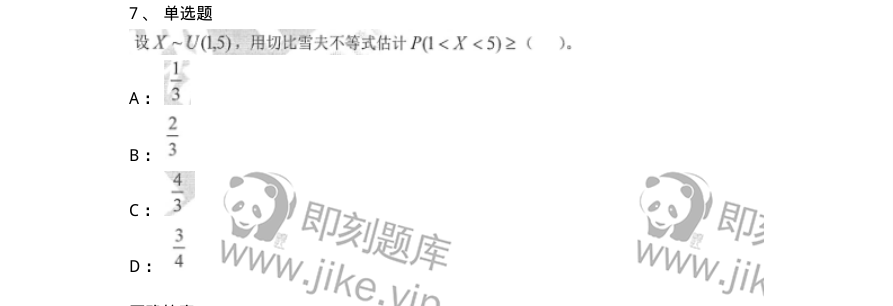 7、 单选题
设 X ~ U(1,5)，用切比雪夫不等式估计 P(1 < X < 5) ≥（ ）。
A： 1/3
B： 2/3
C： 4/3
D： 3/4
即刻题库
www.jike.vip
即
www.jik